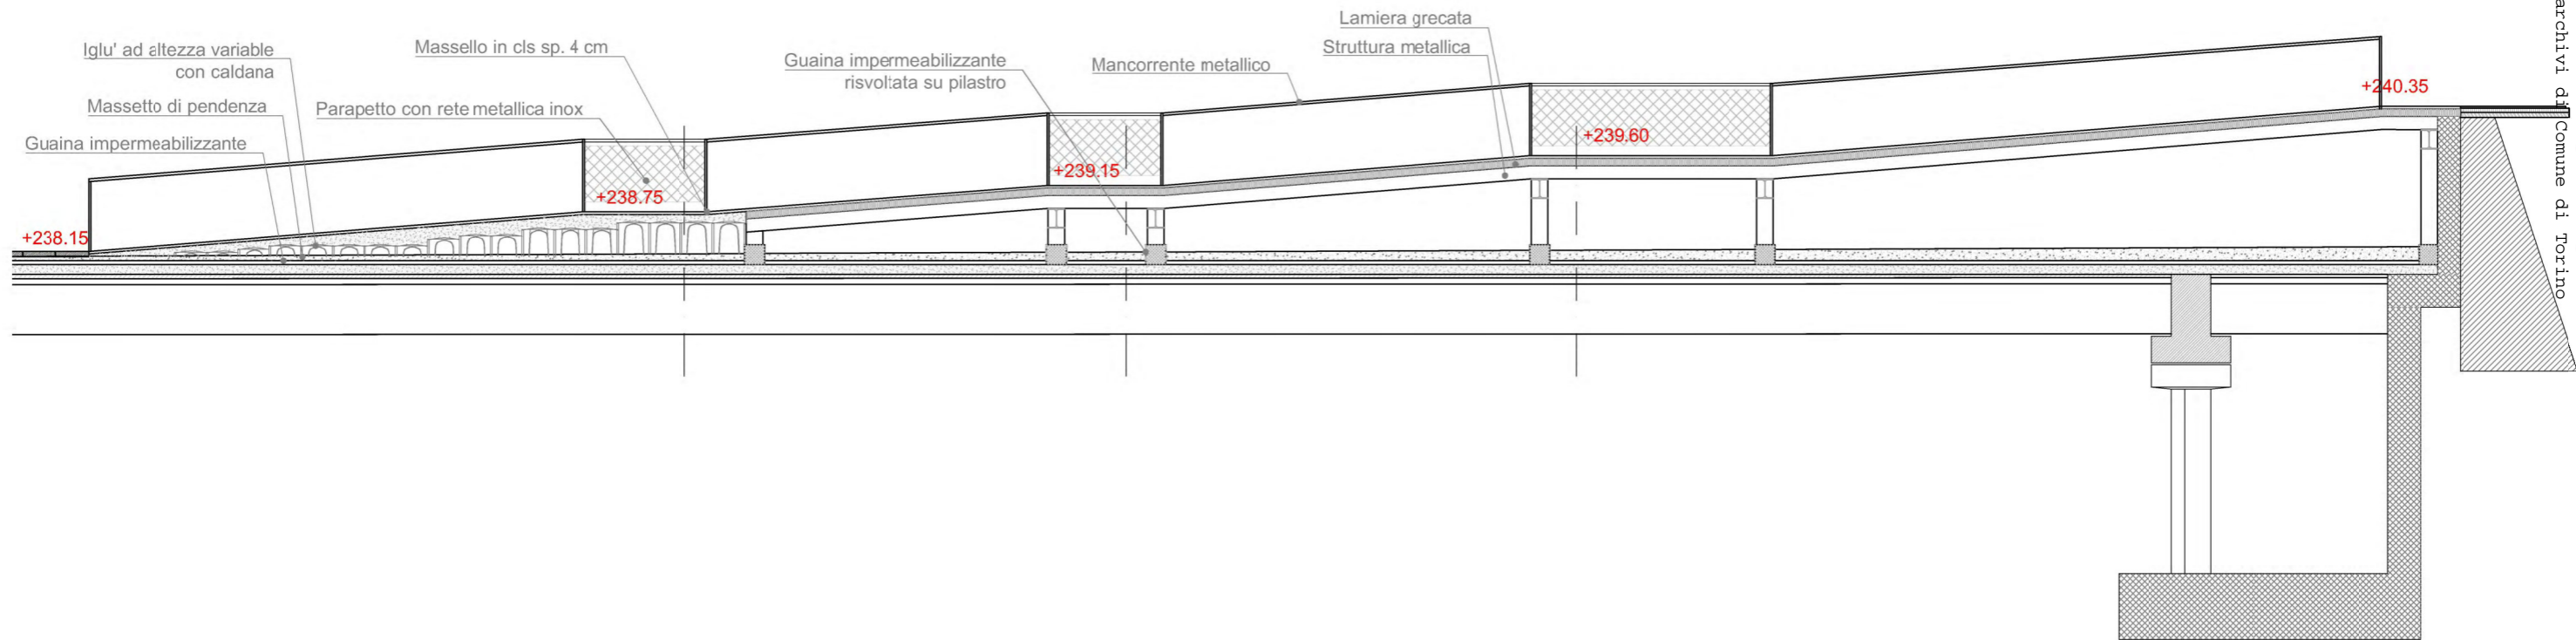 Iglu' ad altezza variable
con caldana
Massetto di pendenza
Guaina impermeabilizzante
Massello in cls sp. 4 cm
Parapetto con rete metallica inox
Guaina impermeabilizzante
risvoltata su pilastro
Mancorrente metallico
Lamiera grecata
Struttura metallica
+238.15
+238.75
+239.15
+239.60
+240.35
archivi di Comune di Torino